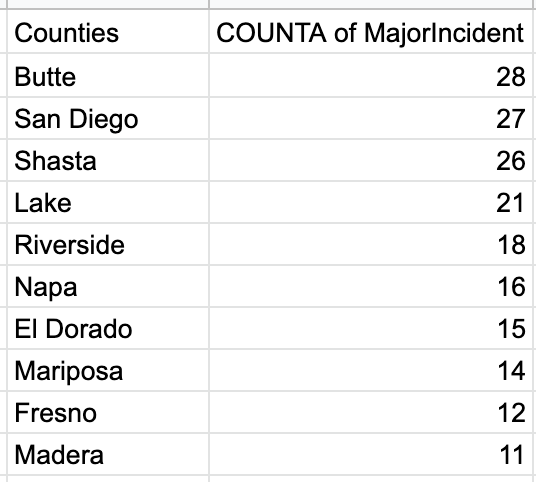 Counties COUNTA of MajorIncident
Butte 28
San Diego 27
Shasta 26
Lake 21
Riverside 18
Napa 16
El Dorado 15
Mariposa 14
Fresno 12
Madera 11